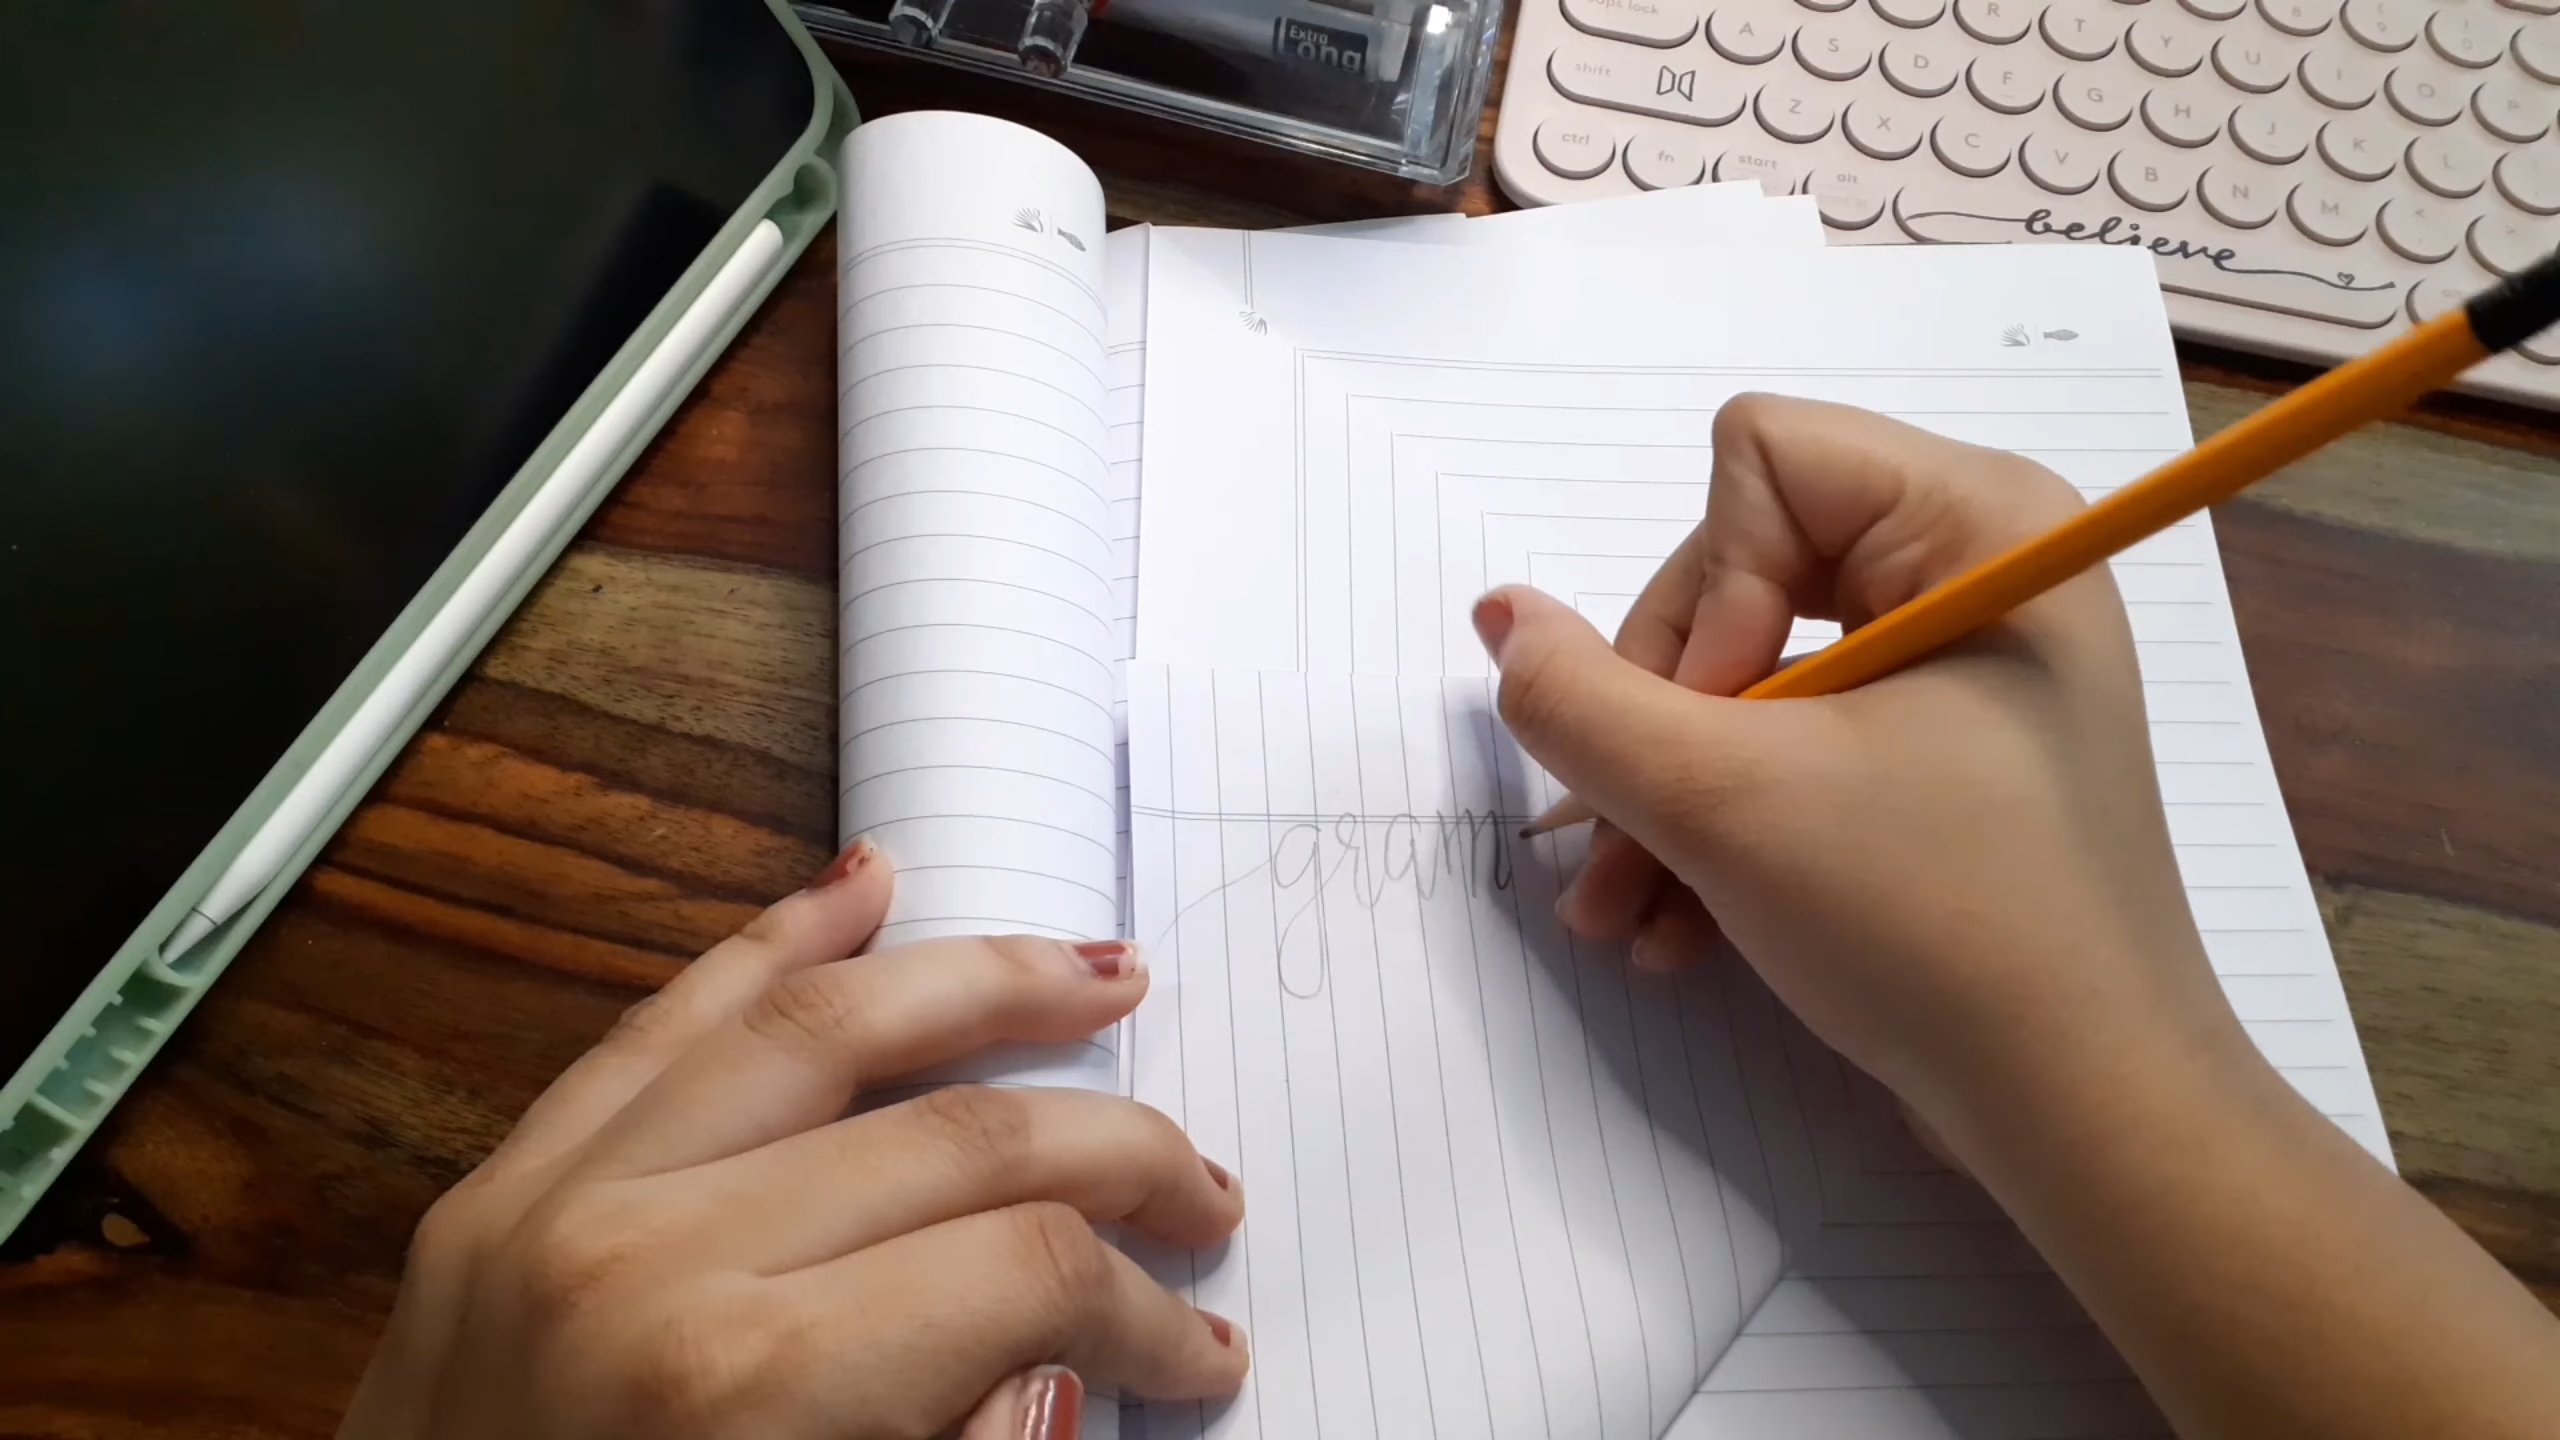 Extra
Long
caps lock A S D F G H J K L
R T Y U I O P
shift Z X C V B N M
ctrl fn start alt
believe
gram